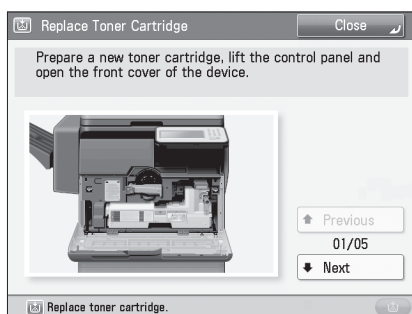 Replace Toner Cartridge
Close
Prepare a new toner cartridge, lift the control panel and
open the front cover of the device.
Previous
01/05
Next
Replace toner cartridge.